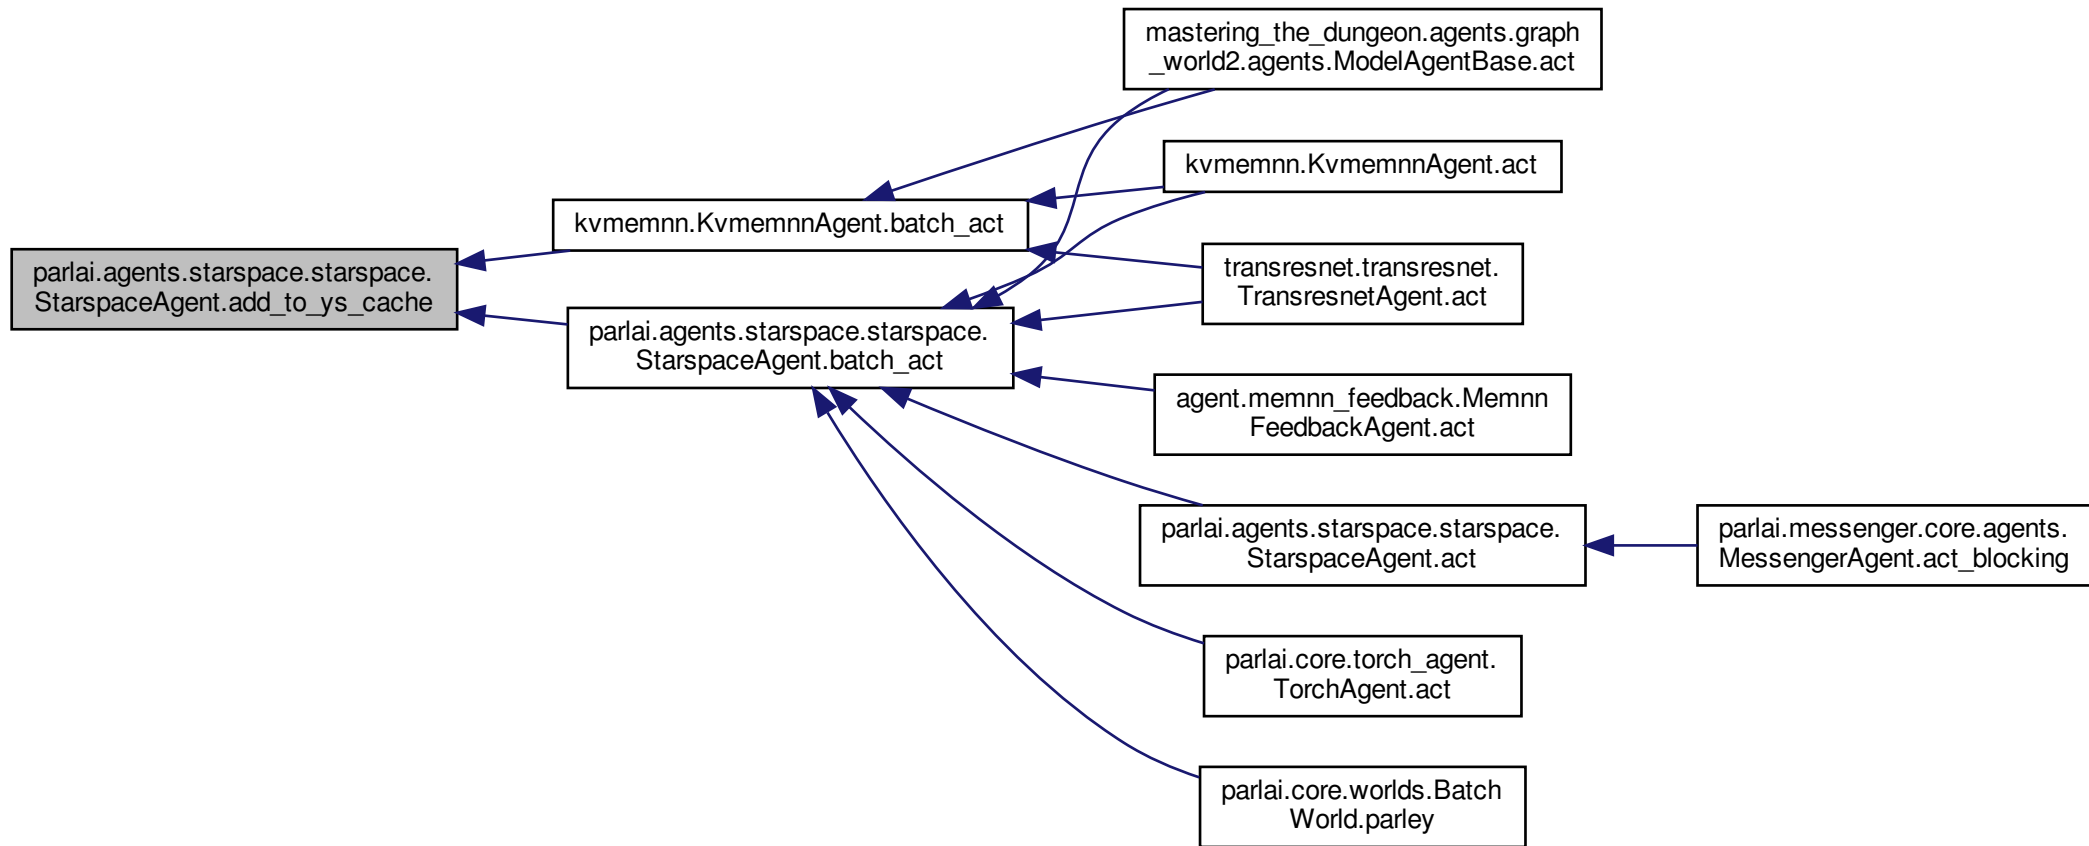 mastering_the_dungeon.agents.graph
_world2.agents.ModelAgentBase.act
kvmemnn.KvmemnnAgent.act
kvmemnn.KvmemnnAgent.batch_act
transresnet.transresnet.
TransresnetAgent.act
parlai.agents.starspace.starspace.
StarspaceAgent.add_to_ys_cache
parlai.agents.starspace.starspace.
StarspaceAgent.batch_act
agent.memnn_feedback.Memnn
FeedbackAgent.act
parlai.agents.starspace.starspace.
StarspaceAgent.act
parlai.messenger.core.agents.
MessengerAgent.act_blocking
parlai.core.torch_agent.
TorchAgent.act
parlai.core.worlds.Batch
World.parley